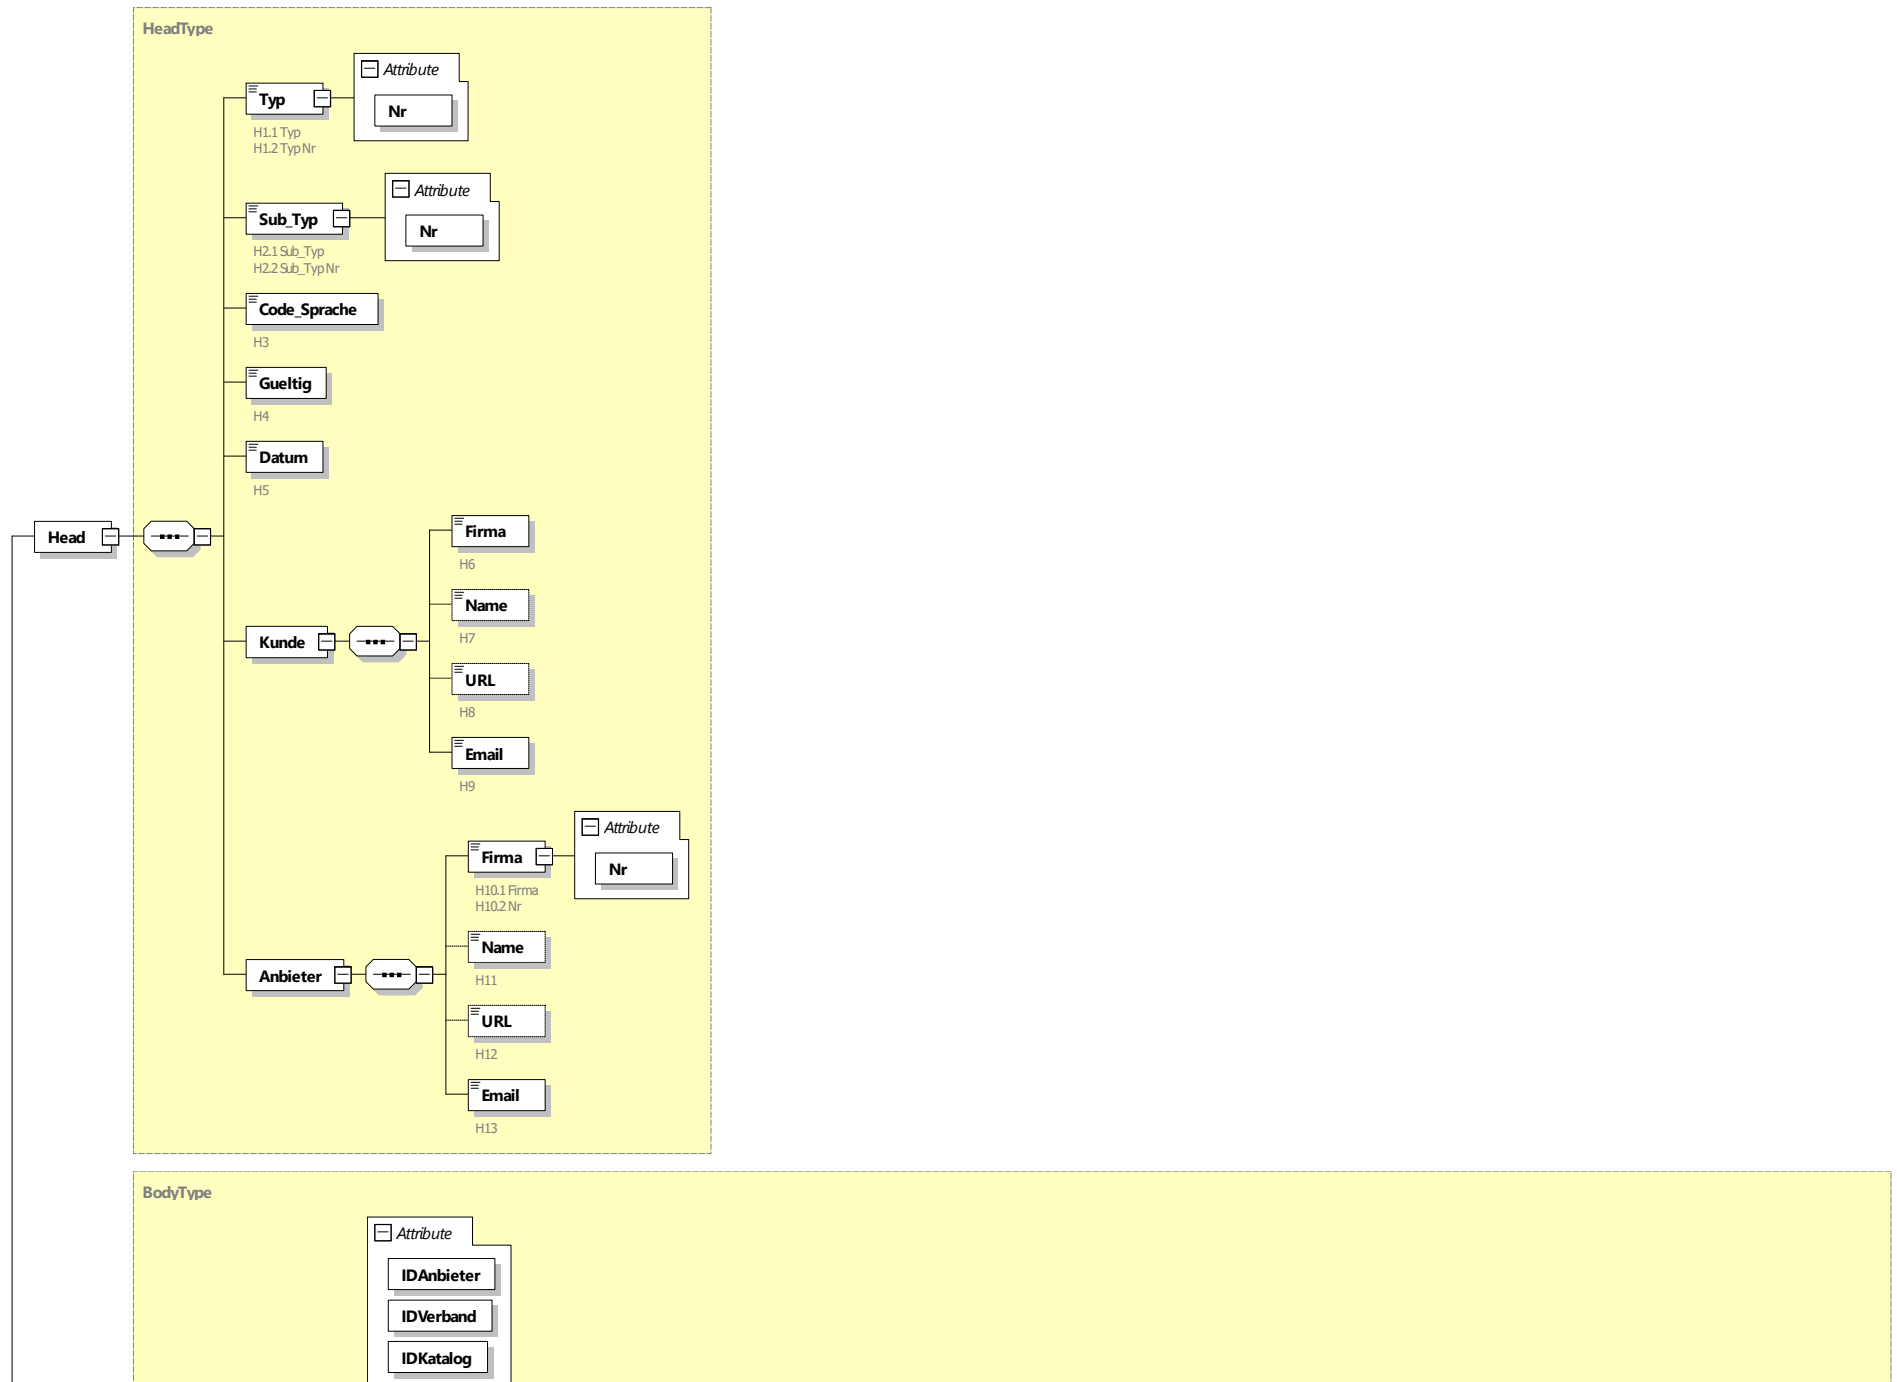 HeadType
Attribute
Typ
Nr
H1.1 Typ
H1.2 Typ Nr
Attribute
Sub_Typ
Nr
H2.1 Sub_Typ
H2.2 Sub_Typ Nr
Code_Sprache
H3
Gueltig
H4
Datum
H5
Head
Firma
H6
Name
H7
Kunde
URL
H8
Email
H9
Attribute
Firma
Nr
H10.1 Firma
H10.2 Nr
Name
H11
Anbieter
URL
H12
Email
H13
BodyType
Attribute
IDAnbieter
IDVerband
IDKatalog